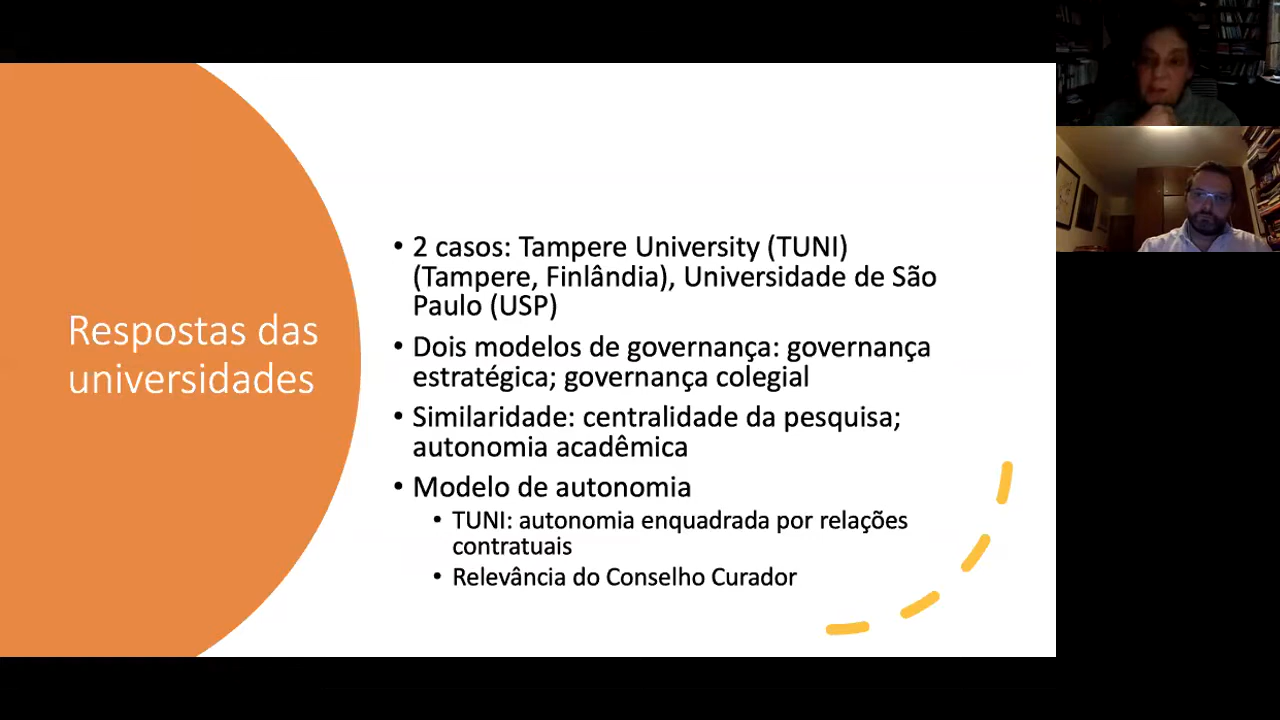 Respostas das
universidades
• 2 casos: Tampere University (TUNI)
(Tampere, Finlândia), Universidade de São
Paulo (USP)
• Dois modelos de governança: governança
estratégica; governança colegial
• Similaridade: centralidade da pesquisa;
autonomia acadêmica
• Modelo de autonomia
• TUNI: autonomia enquadrada por relações
contratuais
• Relevância do Conselho Curador